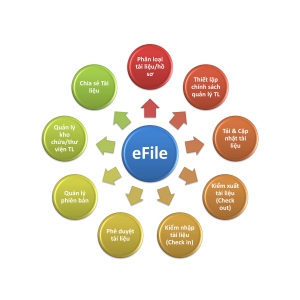 Phân loại
tài liệu/hồ
sơ
Thiết lập
chính sách
quản lý TL
Tải & Cập
nhật tài
liệu
Kiểm xuất
tài liệu
(Check
out)
Kiểm nhập
tài liệu
(Check in)
Phê duyệt
tài liệu
Quản lý
phiên bản
Quản lý
kho
chứa/thư
viện TL
Chia sẻ Tài
liệu
eFile